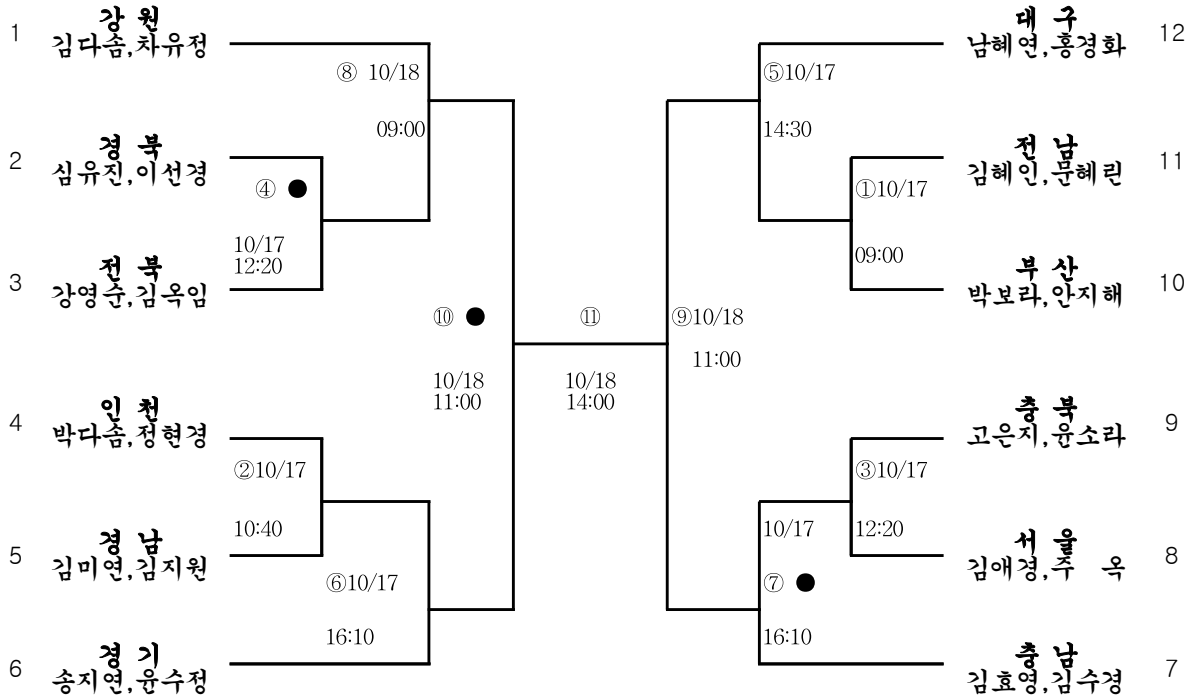 1
강 원
김다솜,차유정
⑧ 10/18
09:00
2
경 북
심유진,이선경
④ ●
10/17
12:20
3
전 북
강영순,김옥임
⑩ ●
10/18
11:00
4
인 천
박다솜,정현경
②10/17
10:40
5
경 남
김미연,김지원
⑥10/17
16:10
6
경 기
송지연,윤수정
⑪
10/18
14:00
대 구
남혜연,홍경화
12
⑤10/17
14:30
전 남
김혜인,문혜린
11
①10/17
09:00
부 산
박보라,안지해
10
⑨10/18
11:00
충 북
고은지,윤소라
9
③10/17
12:20
서 울
김애경,주 옥
8
10/17
⑦ ●
16:10
충 남
김효영,김수경
7